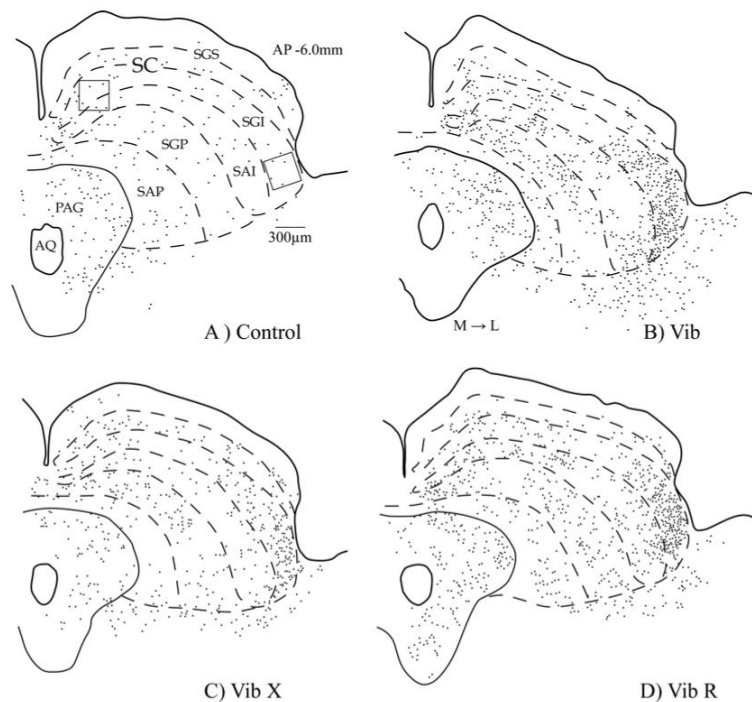 SGS
AP -6.0mm
SC
SGI
SGP
SAI
SAP
PAG
300µm
AQ
A ) Control
M → L
B) Vib
C) Vib X
D) Vib R